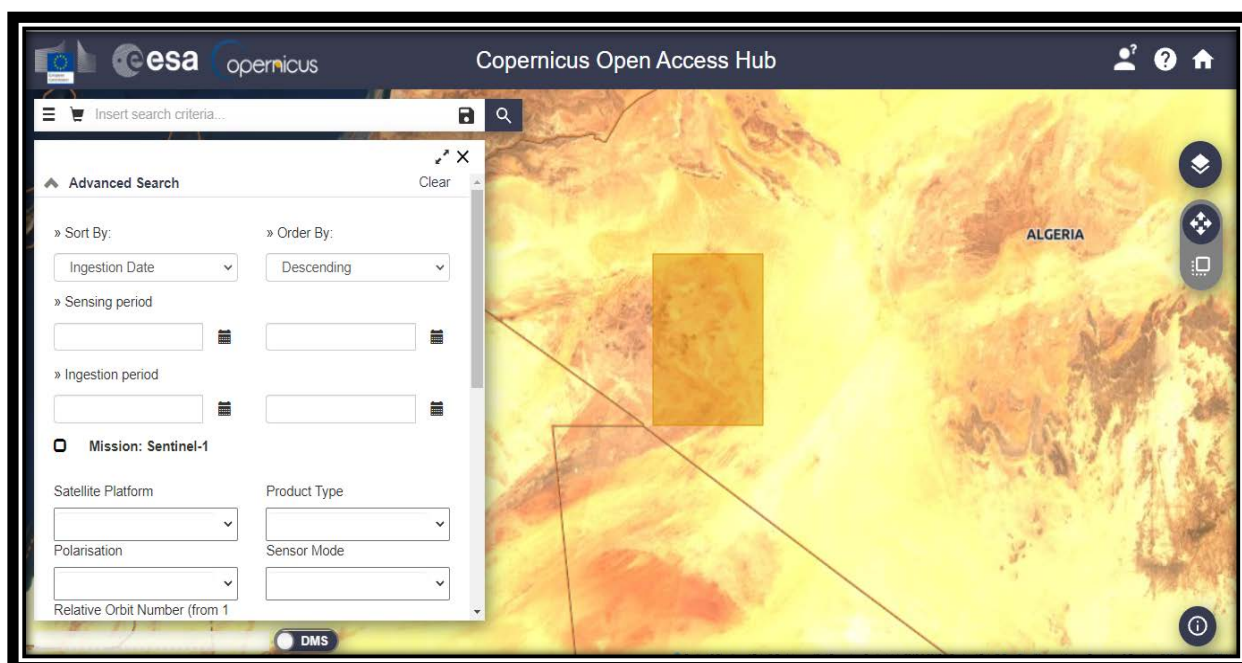 esa opernicus Copernicus Open Access Hub
Insert search criteria...
Advanced Search Clear
» Sort By: » Order By:
Ingestion Date Descending
» Sensing period
» Ingestion period
Mission: Sentinel-1
Satellite Platform Product Type
Polarisation Sensor Mode
Relative Orbit Number (from 1
DMS
ALGERIA